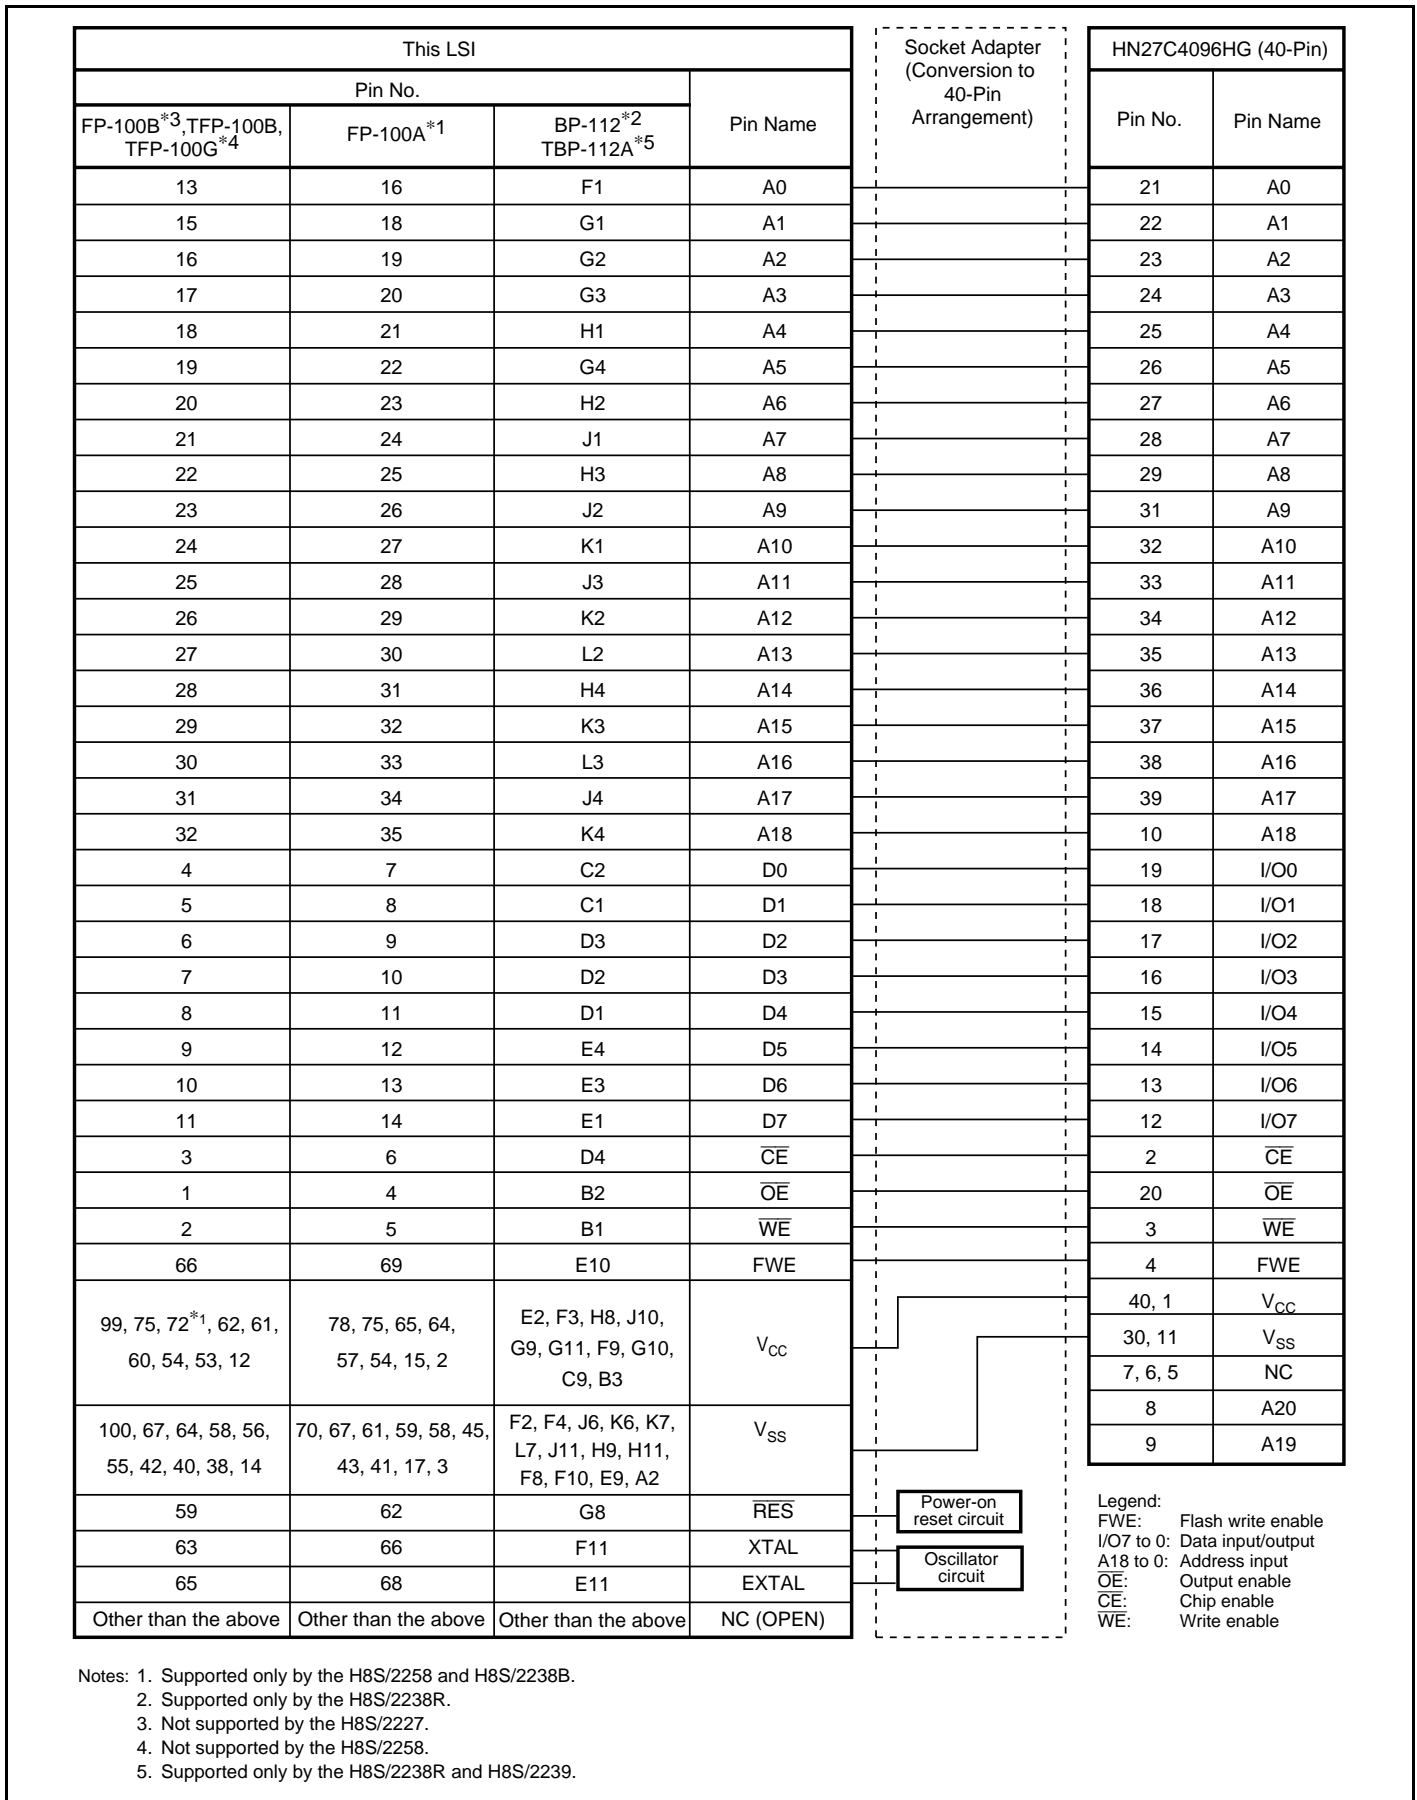 This LSI
Socket Adapter
(Conversion to
40-Pin
Arrangement)
HN27C4096HG (40-Pin)
Pin No.
Pin Name
Pin No.
Pin Name
FP-100B*3,TFP-100B,
TFP-100G*4
FP-100A*1
BP-112*2
TBP-112A*5
13 16 F1 A0 21 A0
15 18 G1 A1 22 A1
16 19 G2 A2 23 A2
17 20 G3 A3 24 A3
18 21 H1 A4 25 A4
19 22 G4 A5 26 A5
20 23 H2 A6 27 A6
21 24 J1 A7 28 A7
22 25 H3 A8 29 A8
23 26 J2 A9 31 A9
24 27 K1 A10 32 A10
25 28 J3 A11 33 A11
26 29 K2 A12 34 A12
27 30 L2 A13 35 A13
28 31 H4 A14 36 A14
29 32 K3 A15 37 A15
30 33 L3 A16 38 A16
31 34 J4 A17 39 A17
32 35 K4 A18 10 A18
4 7 C2 D0 19 I/O0
5 8 C1 D1 18 I/O1
6 9 D3 D2 17 I/O2
7 10 D2 D3 16 I/O3
8 11 D1 D4 15 I/O4
9 12 E4 D5 14 I/O5
10 13 E3 D6 13 I/O6
11 14 E1 D7 12 I/O7
3 6 D4 C̅E̅ 2 C̅E̅
1 4 B2 O̅E̅ 20 O̅E̅
2 5 B1 W̅E̅ 3 W̅E̅
66 69 E10 FWE 4 FWE
99, 75, 72*1, 62, 61,
60, 54, 53, 12
78, 75, 65, 64,
57, 54, 15, 2
E2, F3, H8, J10,
G9, G11, F9, G10,
C9, B3
VCC
40, 1 VCC
30, 11 VSS
7, 6, 5 NC
8 A20
9 A19
100, 67, 64, 58, 56,
55, 42, 40, 38, 14
70, 67, 61, 59, 58, 45,
43, 41, 17, 3
F2, F4, J6, K6, K7,
L7, J11, H9, H11,
F8, F10, E9, A2
VSS
59 62 G8 R̅E̅S̅
Power-on
reset circuit
63 66 F11 XTAL
65 68 E11 EXTAL
Oscillator
circuit
Other than the above Other than the above Other than the above NC (OPEN)
Legend:
FWE: Flash write enable
I/O7 to 0: Data input/output
A18 to 0: Address input
O̅E̅: Output enable
C̅E̅: Chip enable
W̅E̅: Write enable
Notes: 1. Supported only by the H8S/2258 and H8S/2238B.
2. Supported only by the H8S/2238R.
3. Not supported by the H8S/2227.
4. Not supported by the H8S/2258.
5. Supported only by the H8S/2238R and H8S/2239.